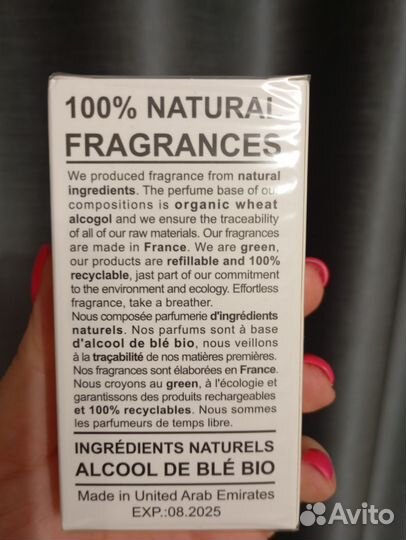 100% NATURAL
FRAGRANCES
We produced fragrance from natural
ingredients. The perfume base of our
compositions is organic wheat
alcogol and we ensure the traceability
of all of our raw materials. Our fragrances
are made in France. We are green,
our products are refillable and 100%
recyclable, jast part of our commitment
to the environment and ecology. Effortless
fragrance, take a breather.
Nous composée parfumerie d'ingrédients
naturels. Nos parfums sont à base
d'alcool de blé bio, nous veillons
à la traçabilité de nos matières premières.
Nos fragrances sont élaborées en France.
Nous croyons au green, à l'écologie et
garantissons des produits rechargeables
et 100% recyclables. Nous sommes
les parfumeurs de temps libre.
INGRÉDIENTS NATURELS
ALCOOL DE BLÉ BIO
Made in United Arab Emirates
EXP.:08.2025
Avito